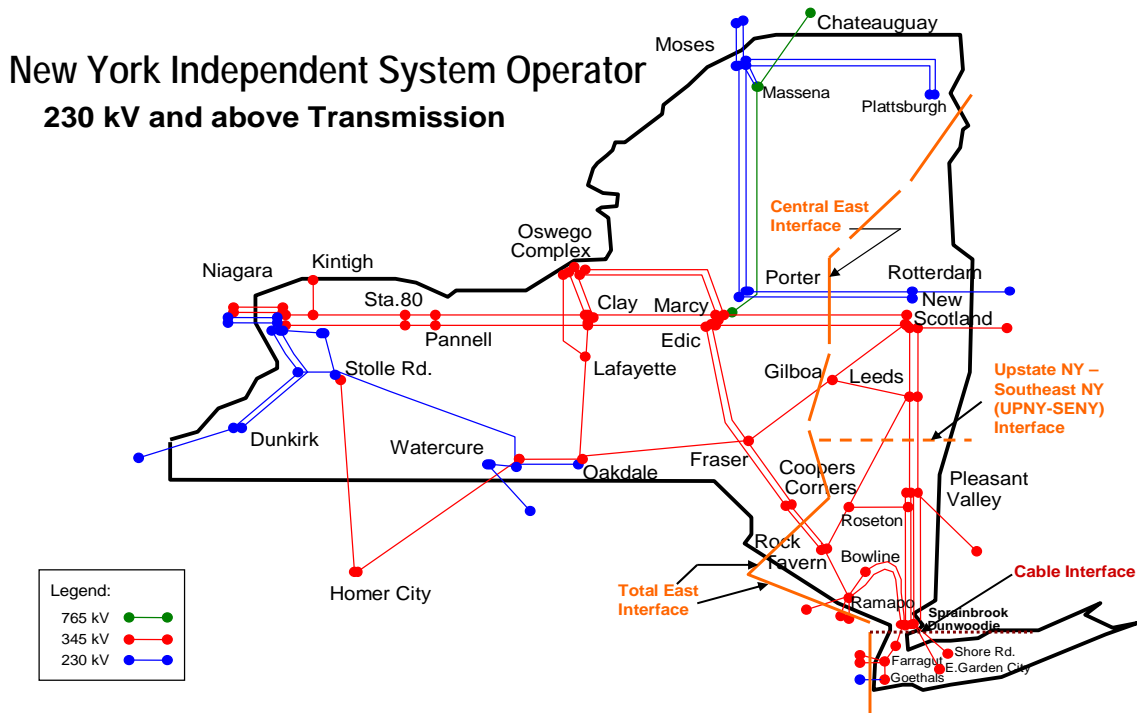 New York Independent System Operator
230 kV and above Transmission
Chateauguay
Moses
Massena
Plattsburgh
Central East
Interface
Oswego
Complex
Niagara
Kintigh
Sta.80
Pannell
Clay
Marcy
Edic
Porter
Rotterdam
New
Scotland
Stolle Rd.
Lafayette
Gilboa
Leeds
Upstate NY –
Southeast NY
(UPNY-SENY)
Interface
Dunkirk
Watercure
Oakdale
Fraser
Coopers
Corners
Pleasant
Valley
Roseton
Rock
Tavern
Bowline
Homer City
Total East
Interface
Ramapo
Cable Interface
Sprainbrook
Dunwoodie
Shore Rd.
Farragut
E.Garden City
Goethals
Legend:
765 kV
345 kV
230 kV